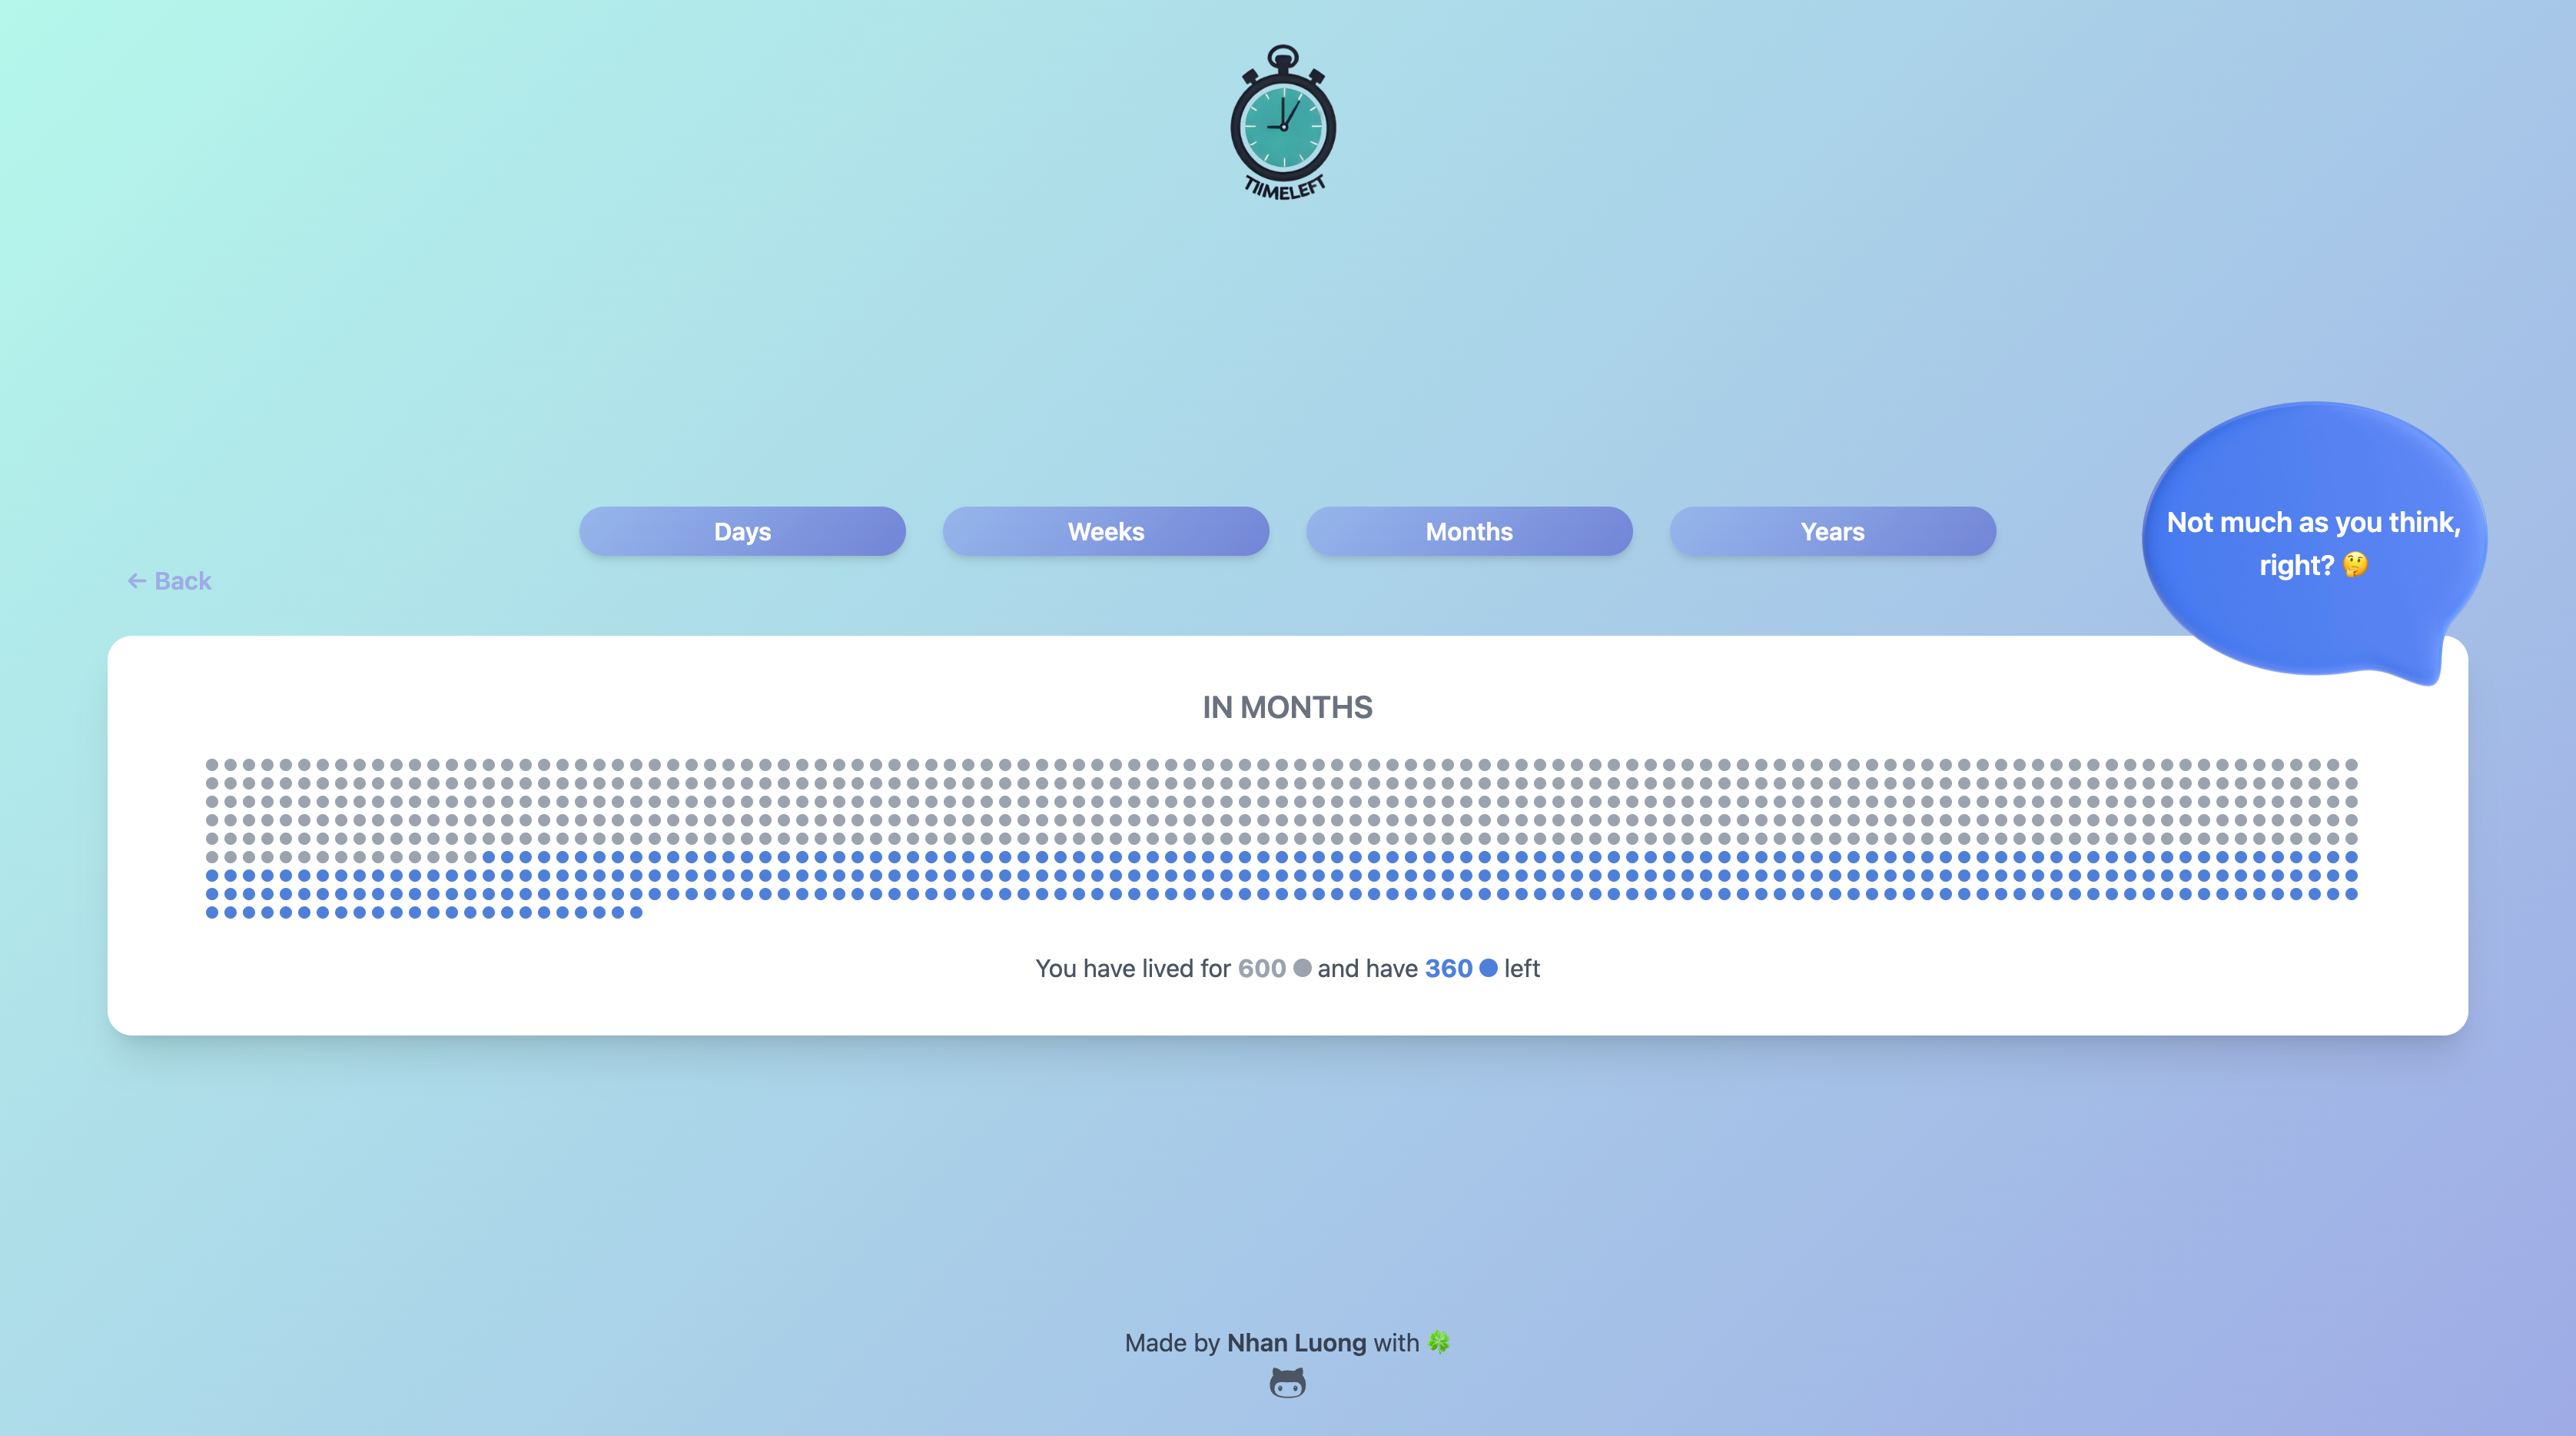 TIIMELEFT
Days
Weeks
Months
Years
Not much as you think,
right? 🤔
← Back
IN MONTHS
You have lived for 600 and have 360 left
Made by Nhan Luong with 🍀